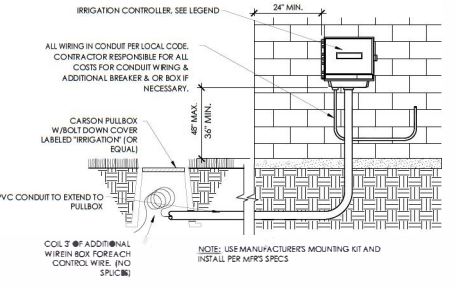 IRRIGATION CONTROLLER, SEE LEGEND
24" MIN.
ALL WIRING IN CONDUIT PER LOCAL CODE.
CONTRACTOR RESPONSIBLE FOR ALL
COSTS FOR CONDUIT WIRING &
ADDITIONAL BREAKER & OR BOX IF
NECESSARY.
48" MAX.
36" MIN.
CARSON PULLBOX
W/BOLT DOWN COVER
LABELED "IRRIGATION" (OR
EQUAL)
PVC CONDUIT TO EXTEND TO
PULLBOX
COIL 3' OF ADDITIONAL
WIRE IN BOX FOR EACH
CONTROL WIRE. (NO
SPLICES)
NOTE: USE MANUFACTURER'S MOUNTING KIT AND
INSTALL PER MFR'S SPECS